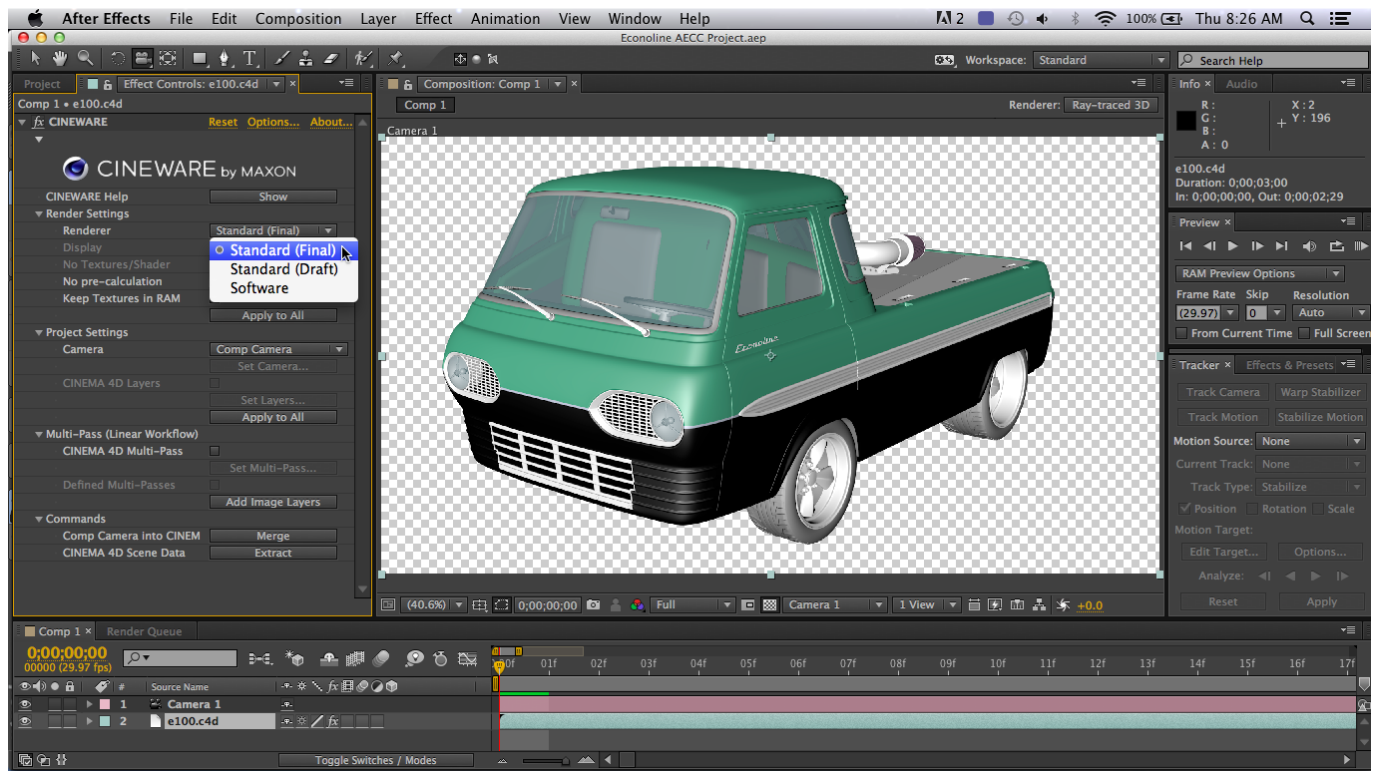 After Effects File Edit Composition Layer Effect Animation View Window Help 2 100% Thu 8:26 AM
Econoline AECC Project.aep
Workspace: Standard Search Help
Project Effect Controls: e100.c4d × Composition: Comp 1 × Info × Audio
Comp 1 • e100.c4d
Comp 1 Renderer: Ray-traced 3D
R: X : 2
G: Y : 196
B:
A: 0
fx CINEWARE Reset Options... About...
Camera 1
CINEWARE by MAXON
e100.c4d
Duration: 0;00;03;00
In: 0;00;00;00, Out: 0;00;02;29
CINEWARE Help Show
Render Settings
Renderer Standard (Final)
Display Standard (Final)
No Textures/Shader Standard (Draft)
No pre-calculation Software
Keep Textures in RAM
Apply to All
Project Settings
Camera Comp Camera
Set Camera...
CINEMA 4D Layers
Set Layers...
Apply to All
Multi-Pass (Linear Workflow)
CINEMA 4D Multi-Pass
Set Multi-Pass...
Defined Multi-Passes
Add Image Layers
Commands
Comp Camera into CINEM Merge
CINEMA 4D Scene Data Extract
Econoline
Preview ×
RAM Preview Options
Frame Rate Skip Resolution
(29.97) 0 Auto
From Current Time Full Screen
Tracker × Effects & Presets
Track Camera Warp Stabilizer
Track Motion Stabilize Motion
Motion Source: None
Current Track: None
Track Type: Stabilize
Position Rotation Scale
Motion Target:
Edit Target... Options...
Analyze:
Reset Apply
(40.6%) 0;00;00;00 Full Camera 1 1 View +0.0
Comp 1 × Render Queue
0;00;00;00
00000 (29.97 fps)
00f 01f 02f 03f 04f 05f 06f 07f 08f 09f 10f 11f 12f 13f 14f 15f 16f 17f
# Source Name fx
1 Camera 1
2 e100.c4d fx
Toggle Switches / Modes